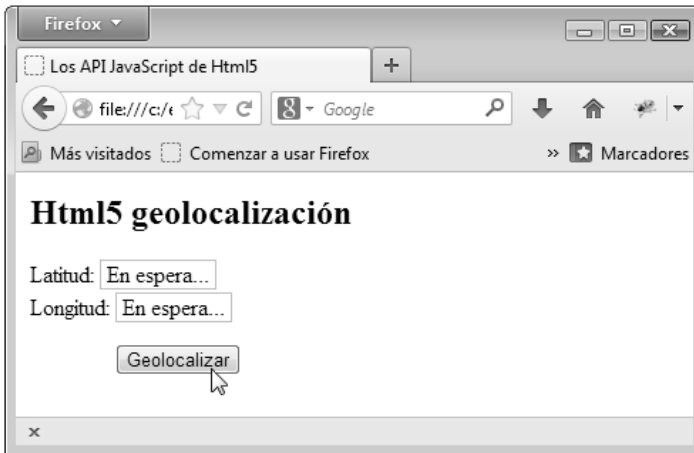 Firefox
Los API JavaScript de Html5
file:///c:/e
8 Google
Más visitados Comenzar a usar Firefox » Marcadores
Html5 geolocalización
Latitud: En espera...
Longitud: En espera...
Geolocalizar